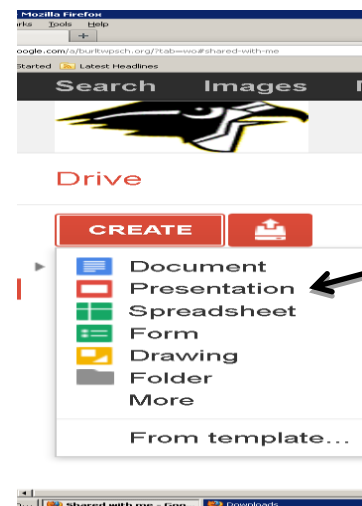 Mozilla Firefox
Tools Help
oogle.com/a/burltwpsch.org/?tab=wo#shared-with-me
Started Latest Headlines
Search Images
Drive
CREATE
Document
Presentation
Spreadsheet
Form
Drawing
Folder
More
From template...
Shared with me - Goo... Downloads